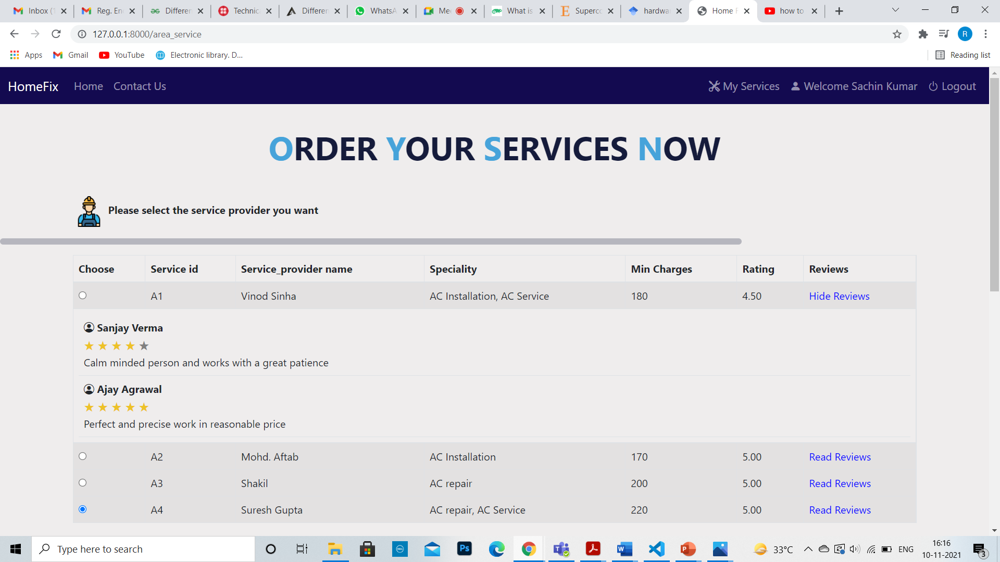 Inbox (1 Reg. En Differen Technic Differen WhatsA Mee What is Superco hardwa Home F how to
127.0.0.1:8000/area_service R
Apps Gmail YouTube Electronic library. D... Reading list
HomeFix Home Contact Us My Services Welcome Sachin Kumar Logout
ORDER YOUR SERVICES NOW
Please select the service provider you want
Choose Service id Service_provider name Speciality Min Charges Rating Reviews
A1 Vinod Sinha AC Installation, AC Service 180 4.50 Hide Reviews
Sanjay Verma
Calm minded person and works with a great patience
Ajay Agrawal
Perfect and precise work in reasonable price
A2 Mohd. Aftab AC Installation 170 5.00 Read Reviews
A3 Shakil AC repair 200 5.00 Read Reviews
A4 Suresh Gupta AC repair, AC Service 220 5.00 Read Reviews
Type here to search 33°C ENG 16:16
10-11-2021 3